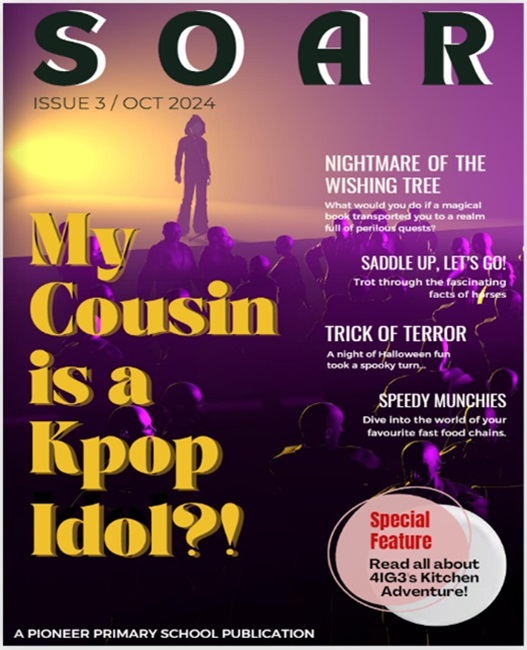 SOAR
ISSUE 3 / OCT 2024
NIGHTMARE OF THE
WISHING TREE
What would you do if a magical
book transported you to a realm
full of perilous quests?
SADDLE UP, LET'S GO!
Trot through the fascinating
facts of horses
TRICK OF TERROR
A night of Halloween fun
took a spooky turn...
SPEEDY MUNCHIES
Dive into the world of your
favourite fast food chains.
My
Cousin
is a
Kpop
Idol?!
Special
Feature
Read all about
4IG3's Kitchen
Adventure!
A PIONEER PRIMARY SCHOOL PUBLICATION